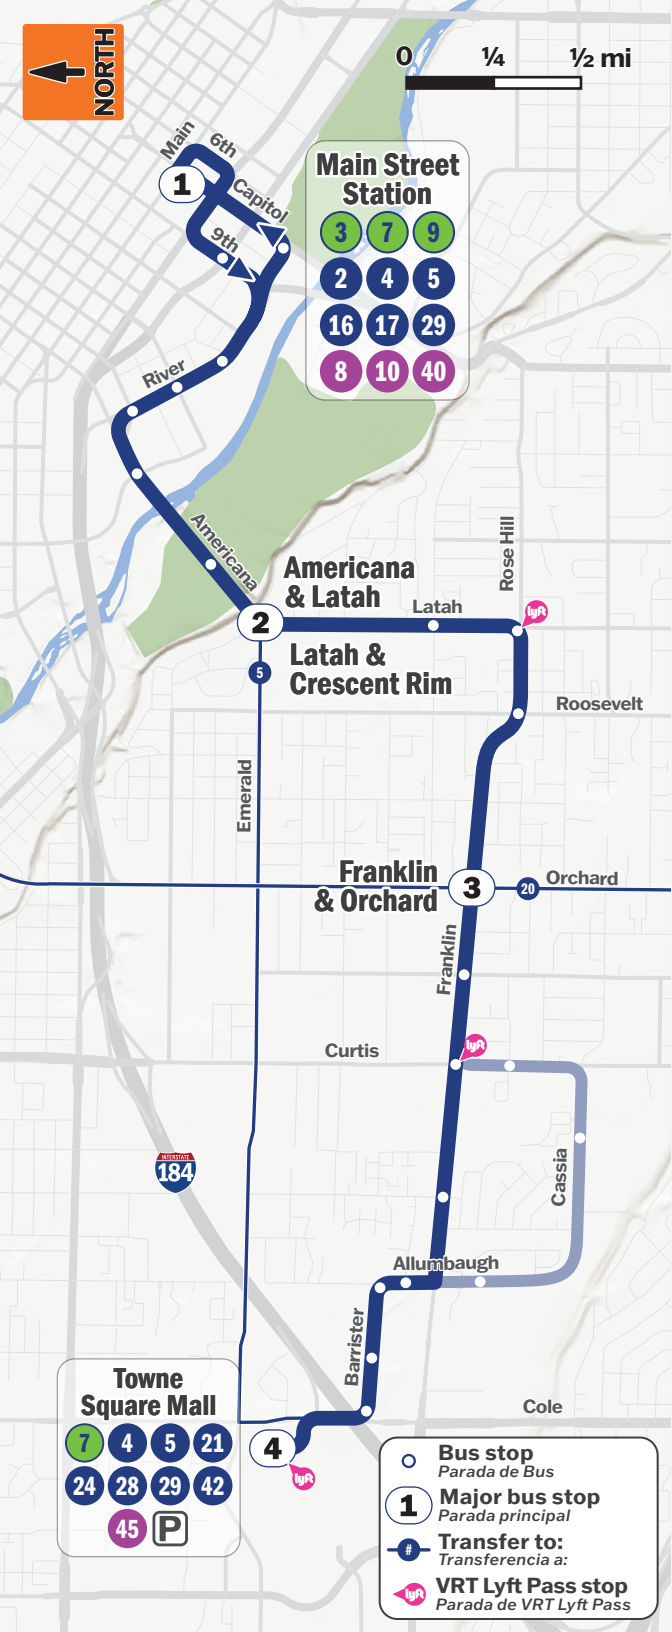 NORTH
0 ¼ ½ mi
Main
6th
1
Capitol
9th
Main Street
Station
3 7 9
2 4 5
16 17 29
8 10 40
River
Americana
Rose Hill
Americana
& Latah
Latah
lyft
2
Latah &
Crescent Rim
5
Roosevelt
Emerald
Franklin
& Orchard
3
20
Orchard
Franklin
Curtis
lyft
INTERSTATE
184
Cassia
Allumbaugh
Barrister
Towne
Square Mall
7 4 5 21
24 28 29 42
45 P
Cole
4
lyft
Bus stop
Parada de Bus
1 Major bus stop
Parada principal
# Transfer to:
Transferencia a:
lyft VRT Lyft Pass stop
Parada de VRT Lyft Pass